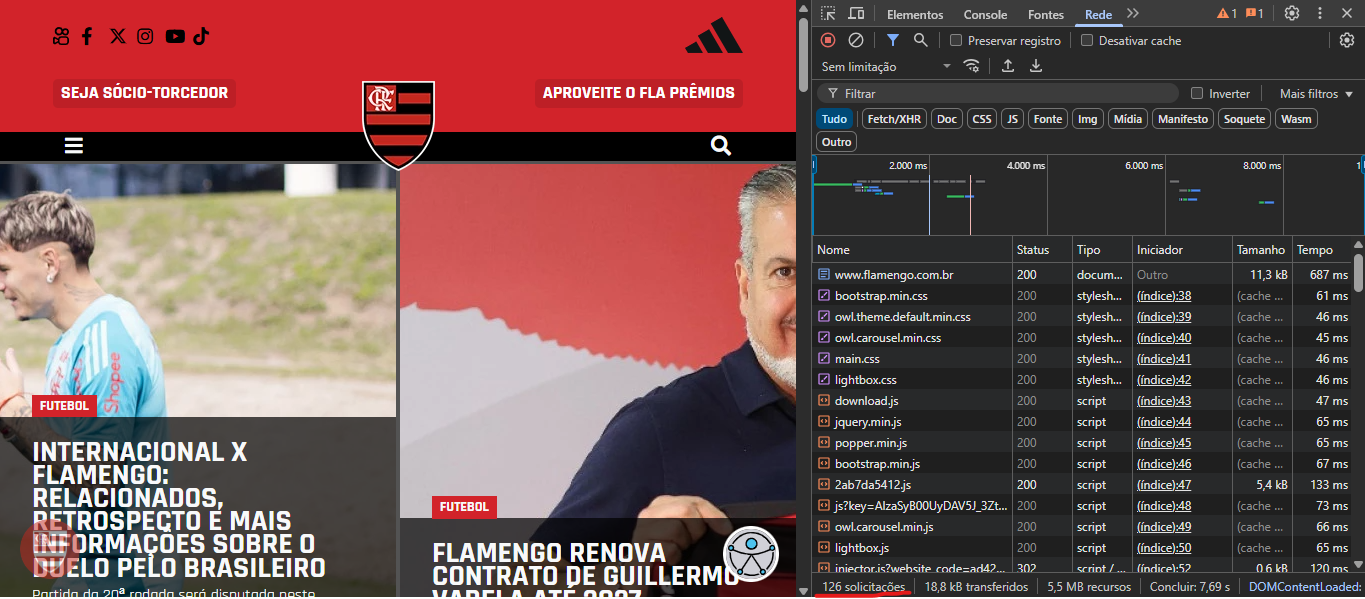 SEJA SÓCIO-TORCEDOR
APROVEITE O FLA PRÊMIOS
Shopee
FUTEBOL
INTERNACIONAL X
FLAMENGO:
RELACIONADOS,
RETROSPECTO E MAIS
INFORMAÇÕES SOBRE O
DUELO PELO BRASILEIRO
Partida da 20ª rodada será disputada neste
FUTEBOL
FLAMENGO RENOVA
CONTRATO DE GUILLERMO
VARELA ATÉ 2027
Elementos Console Fontes Rede 1 1
Preservar registro Desativar cache
Sem limitação
Filtrar Inverter Mais filtros
Tudo Fetch/XHR Doc CSS JS Fonte Img Mídia Manifesto Soquete Wasm
Outro
2.000 ms 4.000 ms 6.000 ms 8.000 ms
Nome Status Tipo Iniciador Tamanho Tempo
www.flamengo.com.br 200 docum... Outro 11,3 kB 687 ms
bootstrap.min.css 200 stylesh... (índice):38 (cache ... 61 ms
owl.theme.default.min.css 200 stylesh... (índice):39 (cache ... 46 ms
owl.carousel.min.css 200 stylesh... (índice):40 (cache ... 45 ms
main.css 200 stylesh... (índice):41 (cache ... 46 ms
lightbox.css 200 stylesh... (índice):42 (cache ... 46 ms
download.js 200 script (índice):43 (cache ... 47 ms
jquery.min.js 200 script (índice):44 (cache ... 65 ms
popper.min.js 200 script (índice):45 (cache ... 65 ms
bootstrap.min.js 200 script (índice):46 (cache ... 67 ms
2ab7da5412.js 200 script (índice):47 5,4 kB 133 ms
js?key=AIzaSyB00UyDAV5J_3Zt... 200 script (índice):48 (cache ... 73 ms
owl.carousel.min.js 200 script (índice):49 (cache ... 66 ms
lightbox.js 200 script (índice):50 (cache ... 65 ms
injector.js?website_code=ad42... 302 script / ... (índice):52 0,6 kB 120 ms
126 solicitações 18,8 kB transferidos 5,5 MB recursos Concluir: 7,69 s DOMContentLoaded: